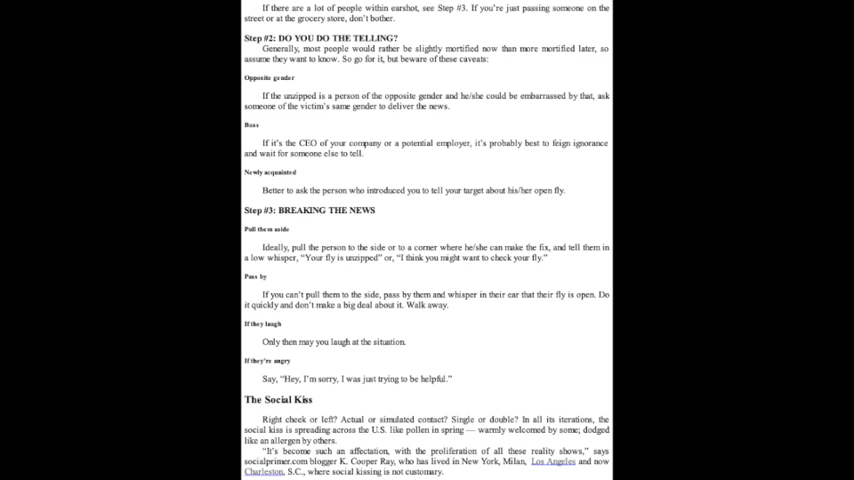 If there are a lot of people within earshot, see Step #3. If you're just passing someone on the
street or at the grocery store, don't bother.
Step #2: DO YOU DO THE TELLING?
Generally, most people would rather be slightly mortified now than more mortified later, so
assume they want to know. So go for it, but beware of these caveats:
Opposite gender
If the unzipped is a person of the opposite gender and he/she could be embarrassed by that, ask
someone of the victim's same gender to deliver the news.
Boss
If it's the CEO of your company or a potential employer, it's probably best to feign ignorance
and wait for someone else to tell.
Newly acquainted
Better to ask the person who introduced you to tell your target about his/her open fly.
Step #3: BREAKING THE NEWS
Pull them aside
Ideally, pull the person to the side or to a corner where he/she can make the fix, and tell them in
a low whisper, “Your fly is unzipped” or, “I think you might want to check your fly.”
Pass by
If you can't pull them to the side, pass by them and whisper in their ear that their fly is open. Do
it quickly and don't make a big deal about it. Walk away.
If they laugh
Only then may you laugh at the situation.
If they're angry
Say, “Hey, I'm sorry, I was just trying to be helpful.”
The Social Kiss
Right cheek or left? Actual or simulated contact? Single or double? In all its iterations, the
social kiss is spreading across the U.S. like pollen in spring — warmly welcomed by some; dodged
like an allergen by others.
“It's become such an affectation, with the proliferation of all these reality shows,” says
socialprimer.com blogger K. Cooper Ray, who has lived in New York, Milan, Los Angeles and now
Charleston, S.C., where social kissing is not customary.